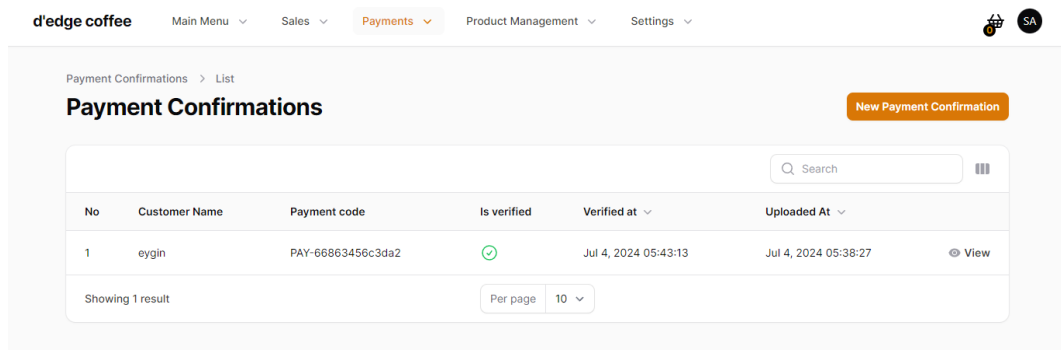 d'edge coffee Main Menu Sales Payments Product Management Settings 0 SA
Payment Confirmations > List
Payment Confirmations New Payment Confirmation
Search
No Customer Name Payment code Is verified Verified at Uploaded At
1 eygin PAY-66863456c3da2 Jul 4, 2024 05:43:13 Jul 4, 2024 05:38:27 View
Showing 1 result Per page 10